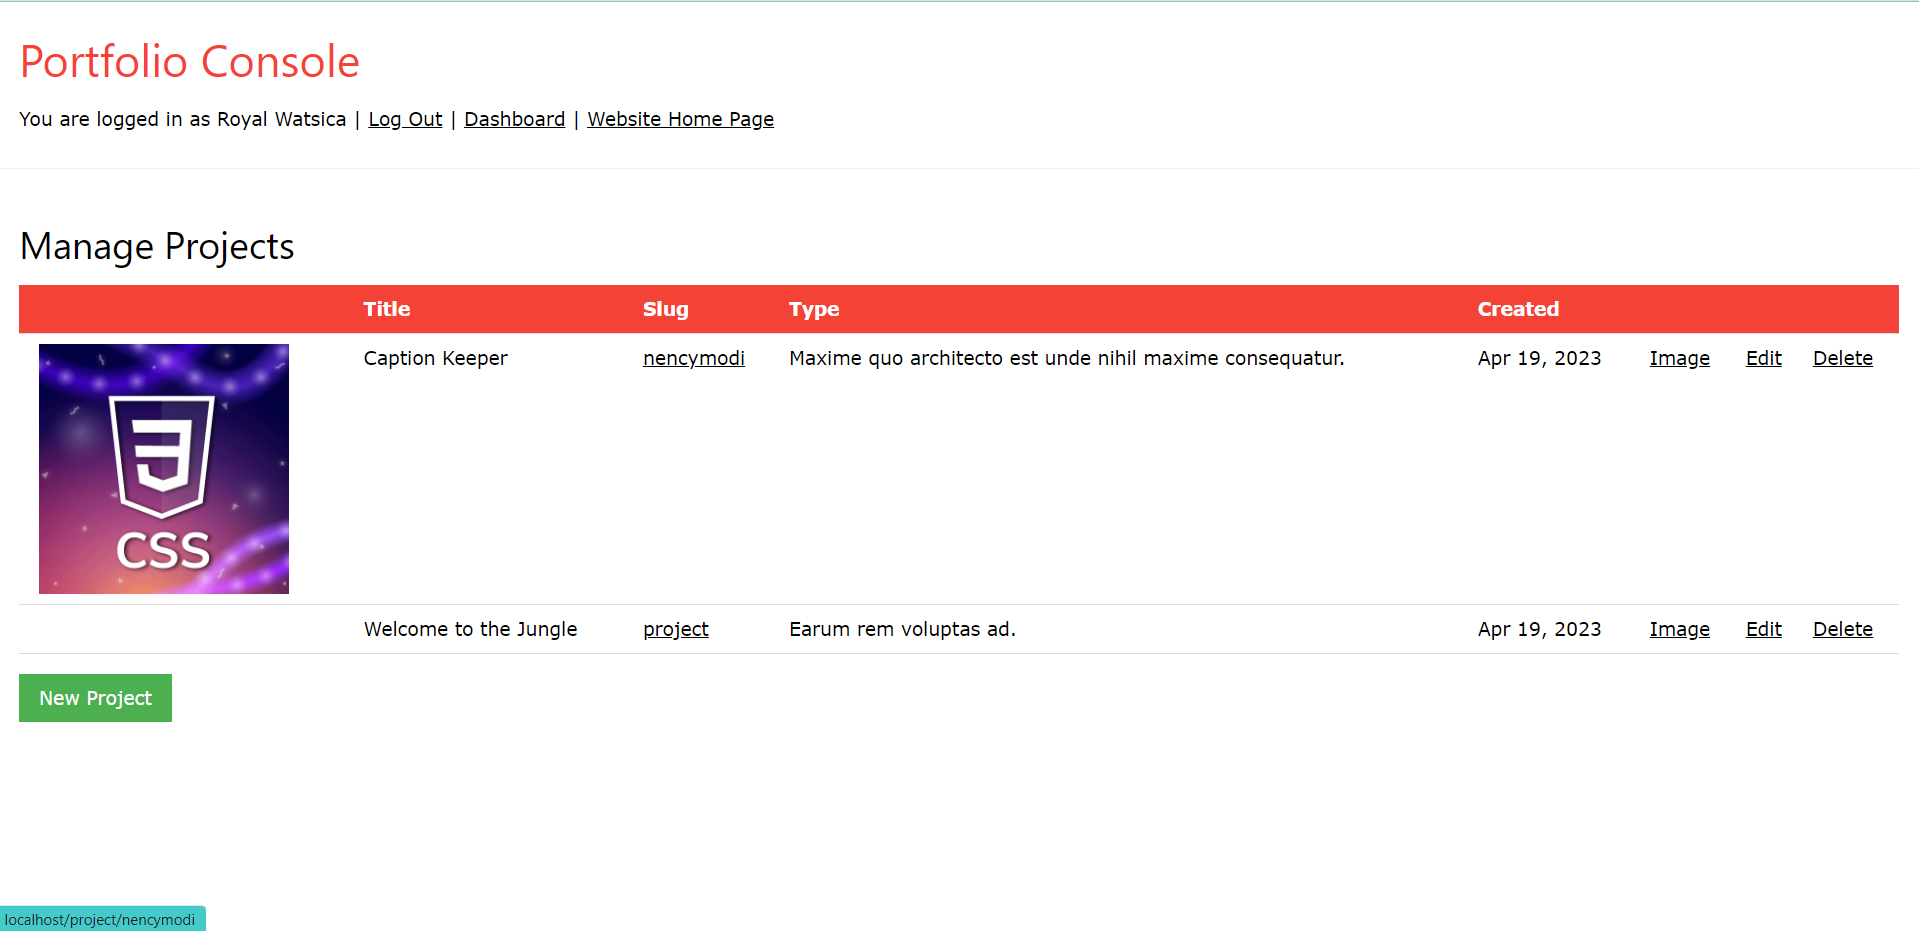 Portfolio Console
You are logged in as Royal Watsica | Log Out | Dashboard | Website Home Page
Manage Projects
Title Slug Type Created
Caption Keeper nencymodi Maxime quo architecto est unde nihil maxime consequatur. Apr 19, 2023 Image Edit Delete
CSS
Welcome to the Jungle project Earum rem voluptas ad. Apr 19, 2023 Image Edit Delete
New Project
localhost/project/nencymodi